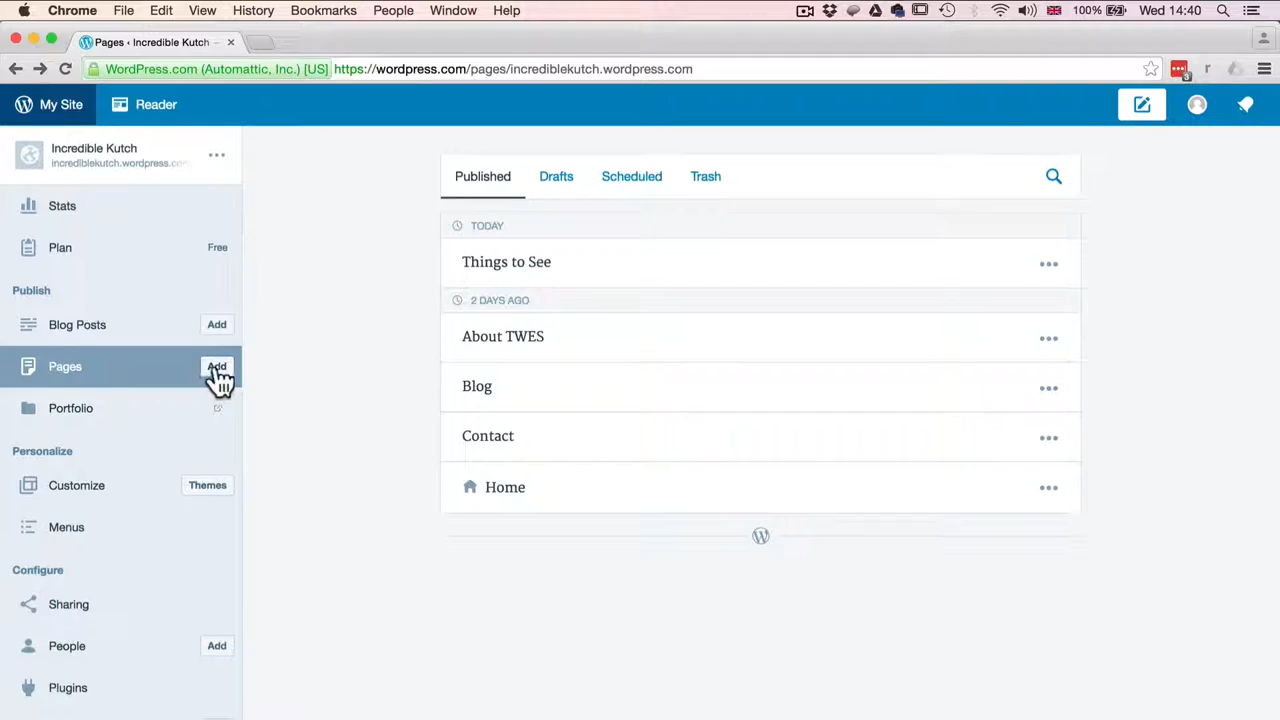 Chrome File Edit View History Bookmarks People Window Help 100% Wed 14:40
Pages ‹ Incredible Kutch —
WordPress.com (Automattic, Inc.) [US] https://wordpress.com/pages/incrediblekutch.wordpress.com
3 r
My Site Reader
Incredible Kutch
incrediblekutch.wordpress.co
Stats
Plan Free
Publish
Blog Posts Add
Pages Add
Portfolio
Personalize
Customize Themes
Menus
Configure
Sharing
People Add
Plugins
Published Drafts Scheduled Trash
TODAY
Things to See
2 DAYS AGO
About TWES
Blog
Contact
Home